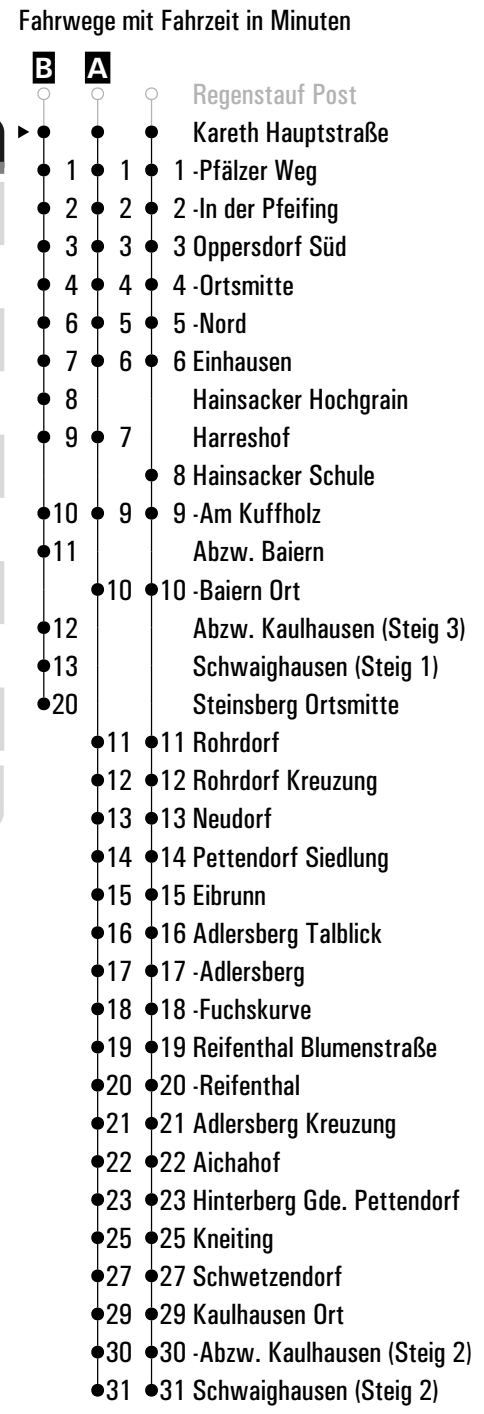 Fahrwege mit Fahrzeit in Minuten
B A
Regenstauf Post
Kareth Hauptstraße
1 1 1 -Pfälzer Weg
2 2 2 -In der Pfeifing
3 3 3 Oppersdorf Süd
4 4 4 -Ortsmitte
6 5 5 -Nord
7 6 6 Einhausen
8 Hainsacker Hochgrain
9 7 Harreshof
8 Hainsacker Schule
10 9 9 -Am Kuffholz
11 Abzw. Baiern
10 10 -Baiern Ort
12 Abzw. Kaulhausen (Steig 3)
13 Schwaighausen (Steig 1)
20 Steinsberg Ortsmitte
11 11 Rohrdorf
12 12 Rohrdorf Kreuzung
13 13 Neudorf
14 14 Pettendorf Siedlung
15 15 Eibrunn
16 16 Adlersberg Talblick
17 17 -Adlersberg
18 18 -Fuchskurve
19 19 Reifenthal Blumenstraße
20 20 -Reifenthal
21 21 Adlersberg Kreuzung
22 22 Aichahof
23 23 Hinterberg Gde. Pettendorf
25 25 Kneiting
27 27 Schwetzendorf
29 29 Kaulhausen Ort
30 30 -Abzw. Kaulhausen (Steig 2)
31 31 Schwaighausen (Steig 2)